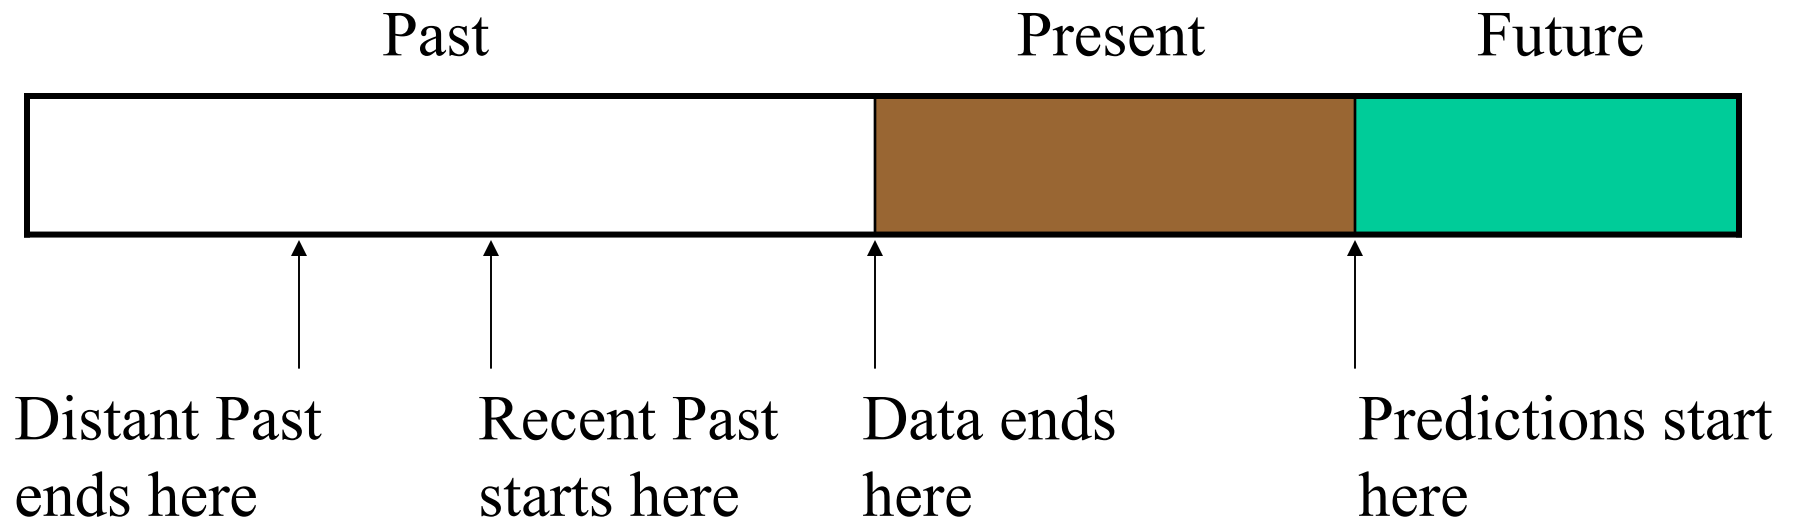 Past
Present
Future
Distant Past
ends here
Recent Past
starts here
Data ends
here
Predictions start
here